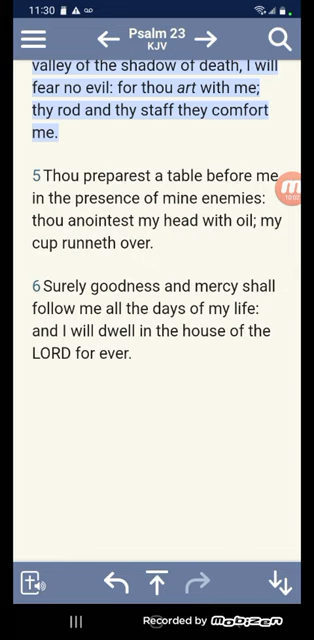 11:30
Psalm 23
KJV
valley of the shadow of death, I will
fear no evil: for thou art with me;
thy rod and thy staff they comfort
me.
5 Thou preparest a table before me
in the presence of mine enemies:
thou anointest my head with oil; my
cup runneth over.
6 Surely goodness and mercy shall
follow me all the days of my life:
and I will dwell in the house of the
LORD for ever.
Recorded by mobizen